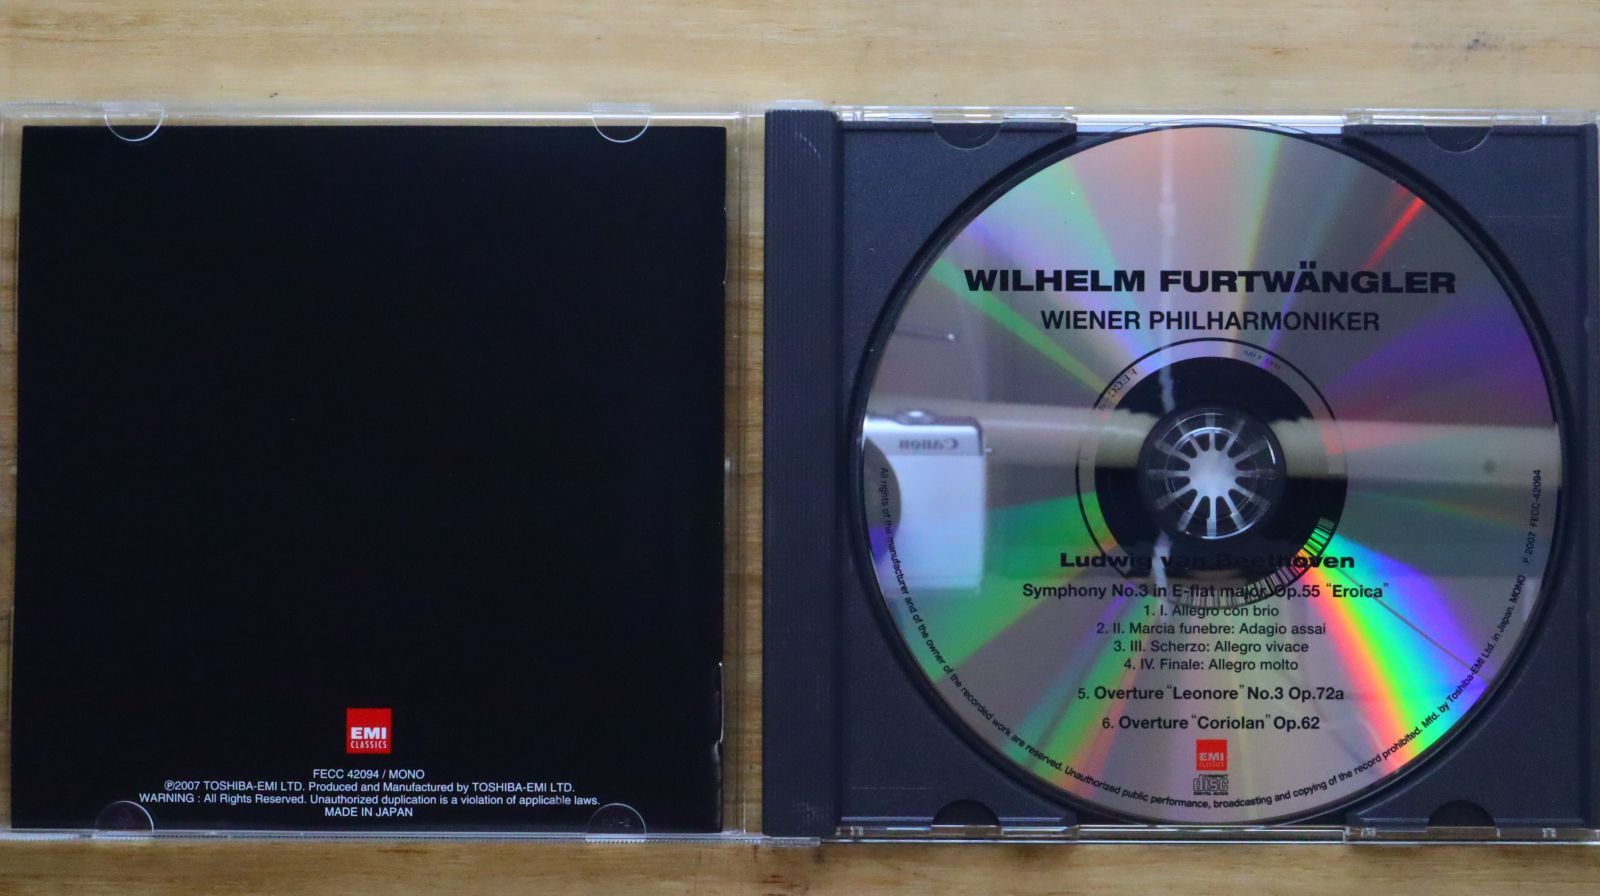 EMI
CLASSICS
FECC 42094 / MONO
℗2007 TOSHIBA-EMI LTD. Produced and Manufactured by TOSHIBA-EMI LTD.
WARNING : All Rights Reserved. Unauthorized duplication is a violation of applicable laws.
MADE IN JAPAN
WILHELM FURTWÄNGLER
WIENER PHILHARMONIKER
FECC
Canon
Ludwig van Beethoven
Symphony No.3 in E-flat major, Op.55 “Eroica”
1. I. Allegro con brio
2. II. Marcia funebre: Adagio assai
3. III. Scherzo: Allegro vivace
4. IV. Finale: Allegro molto
5. Overture “Leonore” No.3 Op.72a
6. Overture “Coriolan” Op.62
EMI
CLASSICS
COMPACT
disc
DIGITAL AUDIO
All rights of the manufacturer and of the owner of the recorded work are reserved. Unauthorized public performance, broadcasting and copying of the record prohibited. Mfd. by Toshiba-EMI Ltd. in Japan. MONO P 2007 FECC-42094